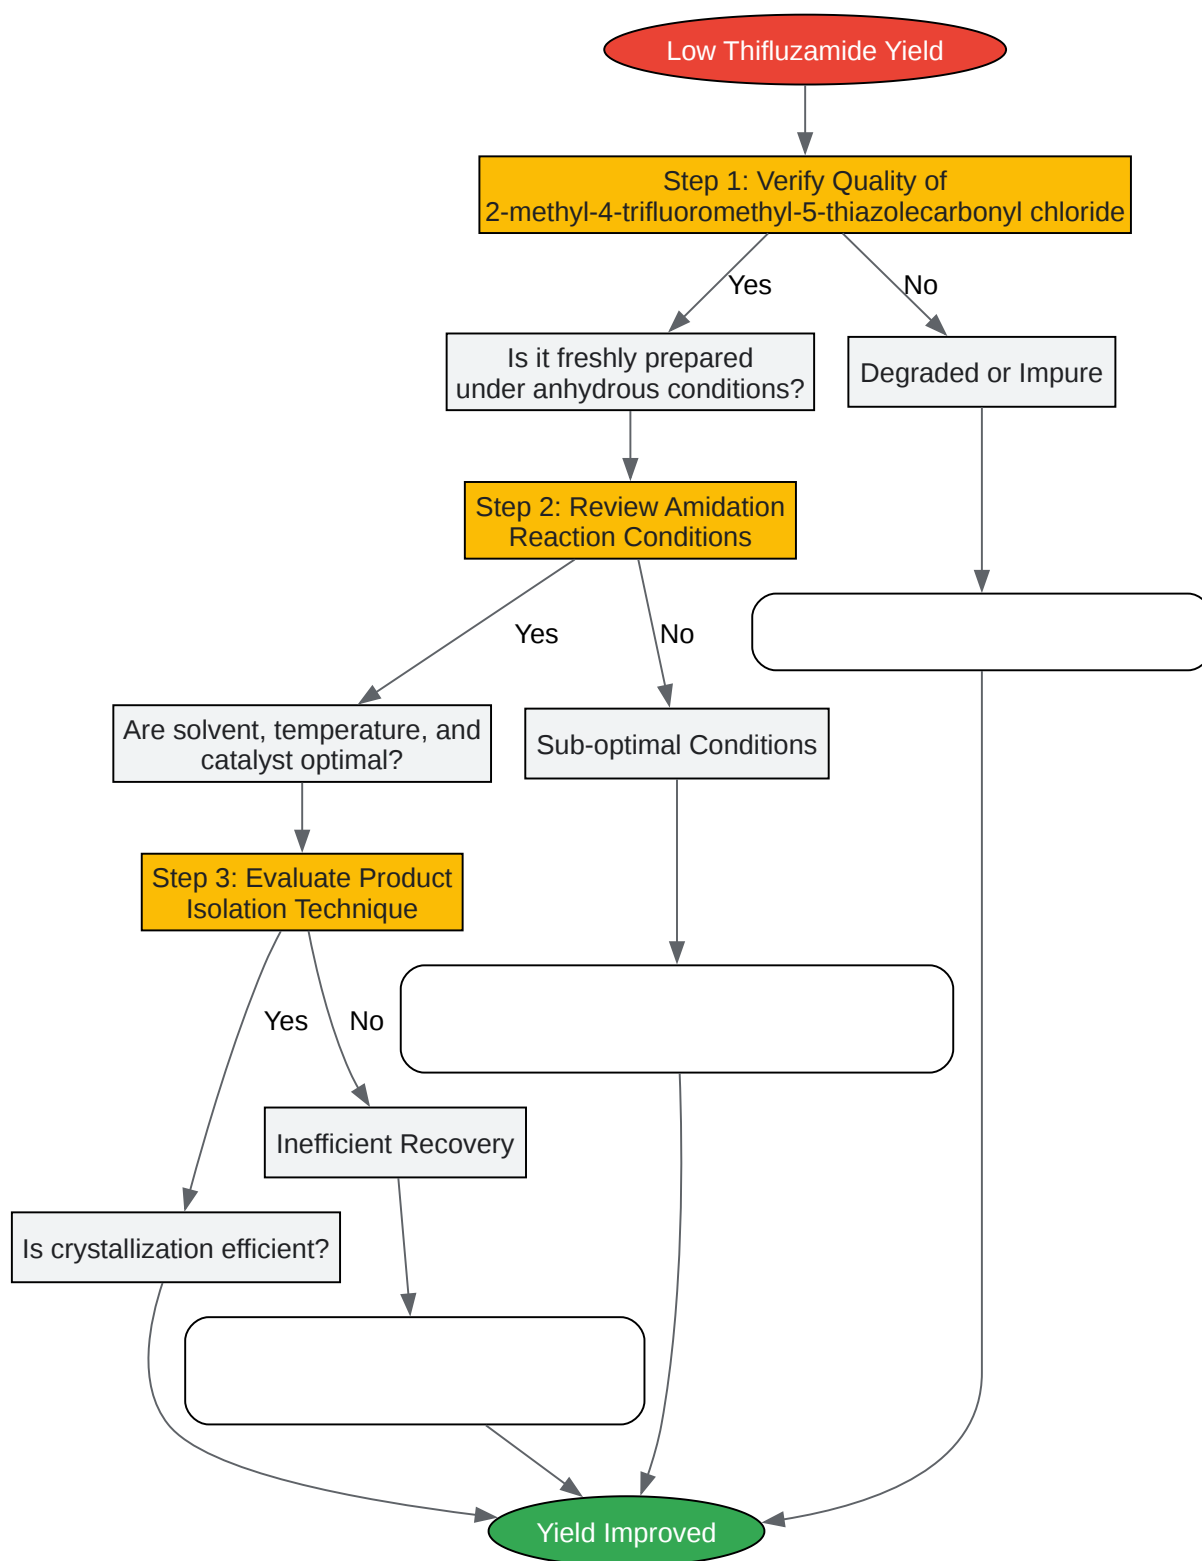 Low Thifluzamide Yield
Step 1: Verify Quality of
2-methyl-4-trifluoromethyl-5-thiazolecarbonyl chloride
Yes
No
Is it freshly prepared
under anhydrous conditions?
Degraded or Impure
Step 2: Review Amidation
Reaction Conditions
Yes
No
Are solvent, temperature, and
catalyst optimal?
Sub-optimal Conditions
Step 3: Evaluate Product
Isolation Technique
Yes
No
Inefficient Recovery
Is crystallization efficient?
Yield Improved